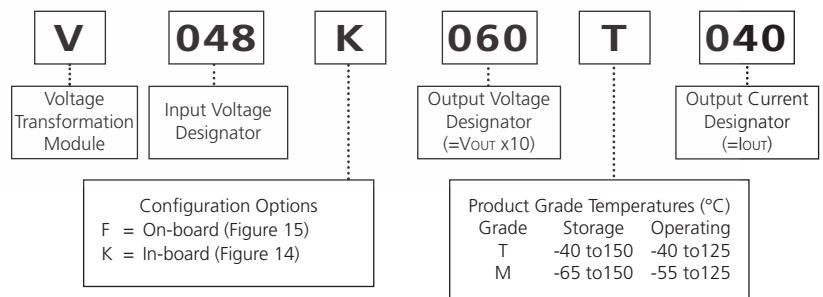 V 048 K 060 T 040
Voltage
Transformation
Module
Input Voltage
Designator
Output Voltage
Designator
(=VOUT x10)
Output Current
Designator
(=IOUT)
Configuration Options
F = On-board (Figure 15)
K = In-board (Figure 14)
Product Grade Temperatures (°C)
Grade Storage Operating
T -40 to150 -40 to125
M -65 to150 -55 to125